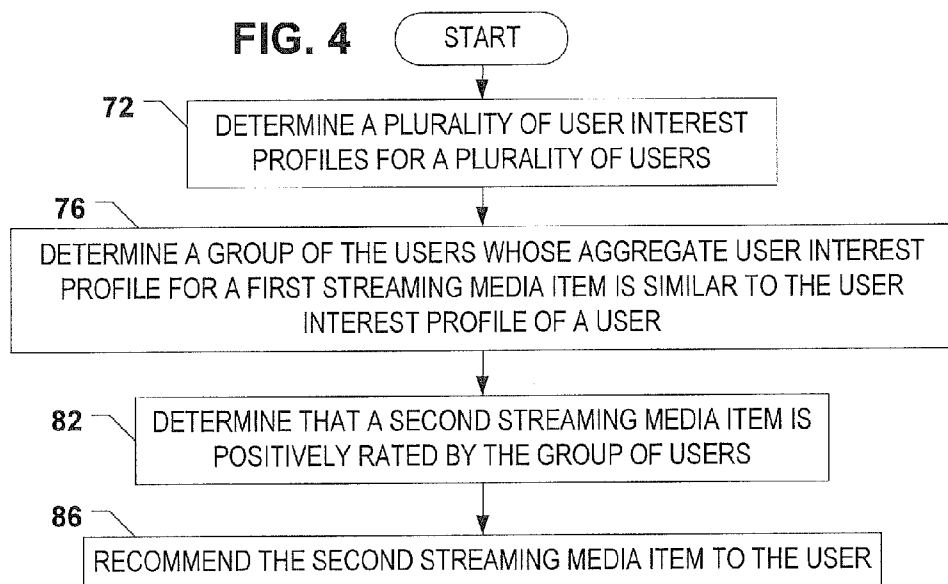 FIG. 4
START
72
DETERMINE A PLURALITY OF USER INTEREST
PROFILES FOR A PLURALITY OF USERS
76
DETERMINE A GROUP OF THE USERS WHOSE AGGREGATE USER INTEREST
PROFILE FOR A FIRST STREAMING MEDIA ITEM IS SIMILAR TO THE USER
INTEREST PROFILE OF A USER
82
DETERMINE THAT A SECOND STREAMING MEDIA ITEM IS
POSITIVELY RATED BY THE GROUP OF USERS
86
RECOMMEND THE SECOND STREAMING MEDIA ITEM TO THE USER